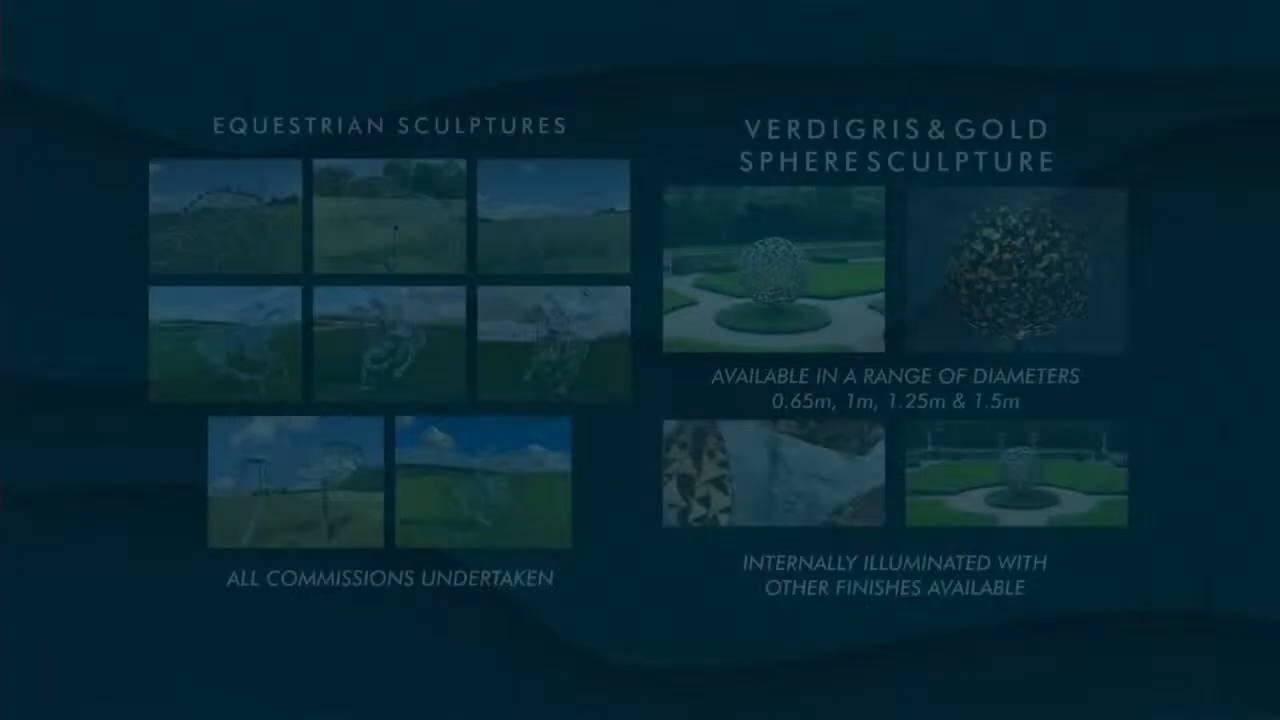 EQUESTRIAN SCULPTURES
ALL COMMISSIONS UNDERTAKEN
VERDIGRIS & GOLD
SPHERE SCULPTURE
AVAILABLE IN A RANGE OF DIAMETERS
0.65m, 1m, 1.25m & 1.5m
INTERNALLY ILLUMINATED WITH
OTHER FINISHES AVAILABLE